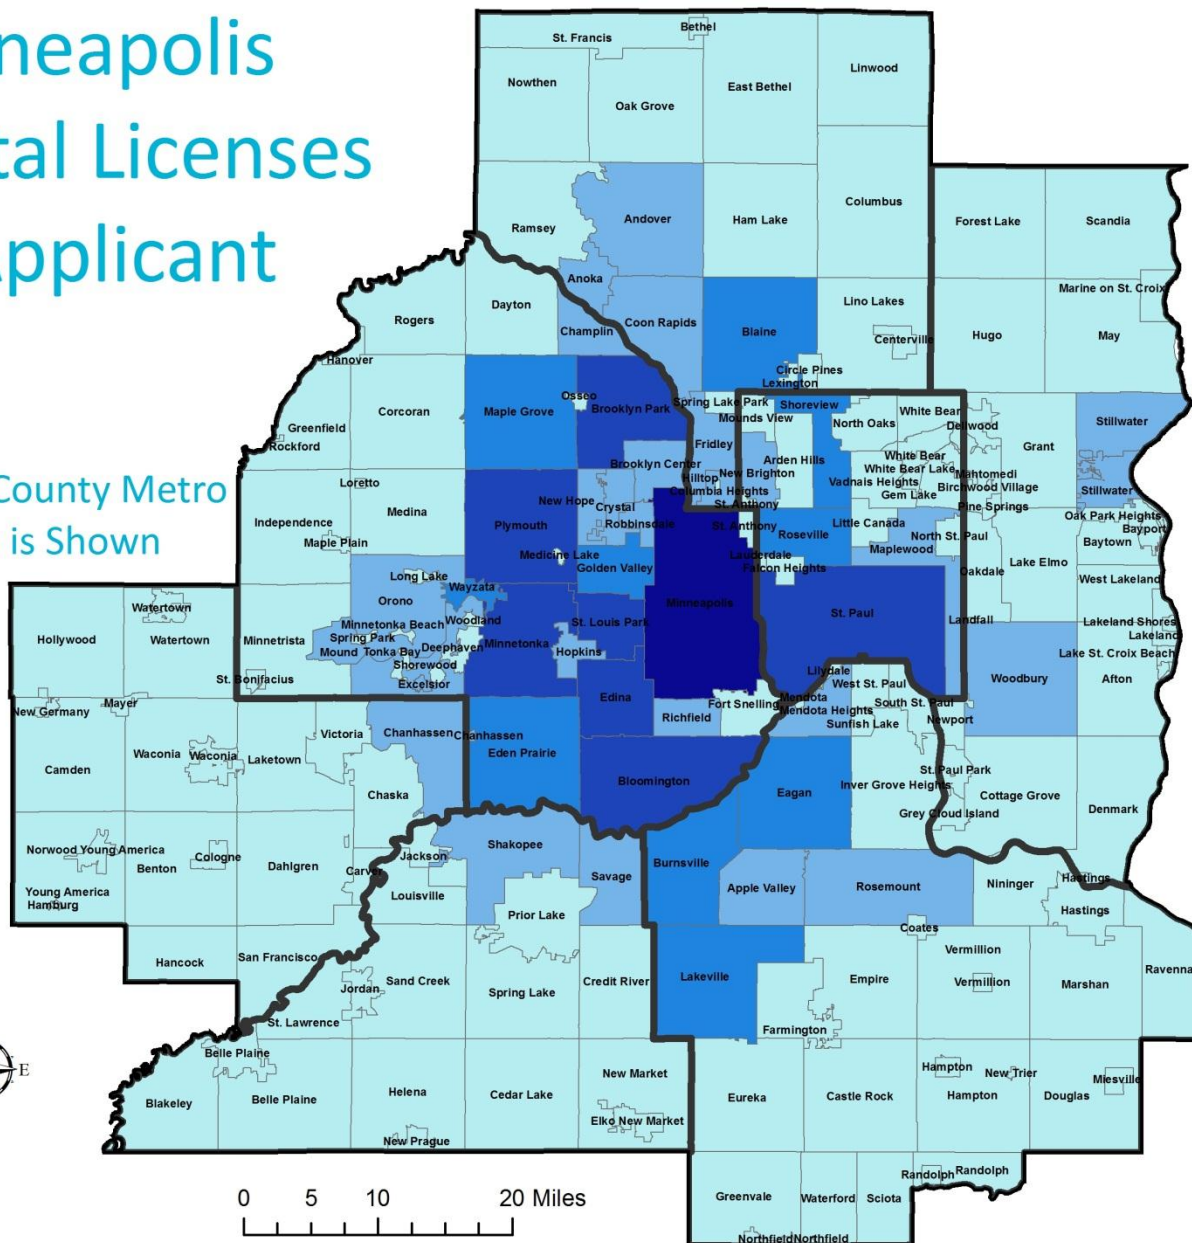 neapolis
tal Licenses
Applicant
County Metro
is Shown
St. Francis
Bethel
Nowthen
Oak Grove
East Bethel
Linwood
Ramsey
Andover
Ham Lake
Columbus
Forest Lake
Scandia
Anoka
Dayton
Rogers
Champlin
Coon Rapids
Blaine
Lino Lakes
Centerville
Hugo
Marine on St. Croix
May
Hanover
Circle Pines
Lexington
Corcoran
Maple Grove
Osseo
Brooklyn Park
Spring Lake Park
Mounds View
Shoreview
North Oaks
White Bear
Dellwood
Grant
Stillwater
Greenfield
Rockford
Fridley
Brooklyn Center
Hilltop
New Brighton
Arden Hills
White Bear
White Bear Lake
Vadnais Heights
Gem Lake
Mahtomedi
Birchwood Village
Pine Springs
Stillwater
Loretto
Medina
Independence
Maple Plain
Plymouth
New Hope
Crystal
Robbinsdale
Columbia Heights
St. Anthony
St. Anthony
Roseville
Little Canada
North St. Paul
Maplewood
Oak Park Heights
Bayport
Baytown
Medicine Lake
Golden Valley
Lauderdale
Falcon Heights
Oakdale
Lake Elmo
West Lakeland
Long Lake
Wayzata
Orono
Minnetonka Beach
Woodland
Spring Park
Mound
Tonka Bay
Deephaven
Shorewood
Excelsior
Minnetrista
St. Bonifacius
Minnetonka
St. Louis Park
Hopkins
Minneapolis
St. Paul
Landfall
Lakeland Shores
Lakeland
Lake St. Croix Beach
Afton
Woodbury
Hollywood
Watertown
Watertown
New Germany
Mayer
Edina
Richfield
Fort Snelling
Lilydale
Mendota
Mendota Heights
West St. Paul
South St. Paul
Sunfish Lake
Newport
Camden
Waconia
Waconia
Laketown
Victoria
Chanhassen
Chanhassen
Eden Prairie
Bloomington
Eagan
Inver Grove Heights
St. Paul Park
Grey Cloud Island
Cottage Grove
Denmark
Chaska
Norwood Young America
Young America
Hamburg
Benton
Cologne
Dahlgren
Carver
Jackson
Louisville
Shakopee
Savage
Prior Lake
Burnsville
Apple Valley
Rosemount
Nininger
Hastings
Hastings
Coates
Hancock
San Francisco
Jordan
Sand Creek
St. Lawrence
Spring Lake
Credit River
Lakeville
Farmington
Empire
Vermillion
Vermillion
Marshan
Ravenna
Belle Plaine
Belle Plaine
Blakeley
Helena
New Prague
Cedar Lake
New Market
Elko New Market
Eureka
Castle Rock
Hampton
Hampton
New Trier
Douglas
Miesville
Greenvale
Waterford
Sciota
Randolph
Randolph
Northfield
Northfield
E
0 5 10 20 Miles